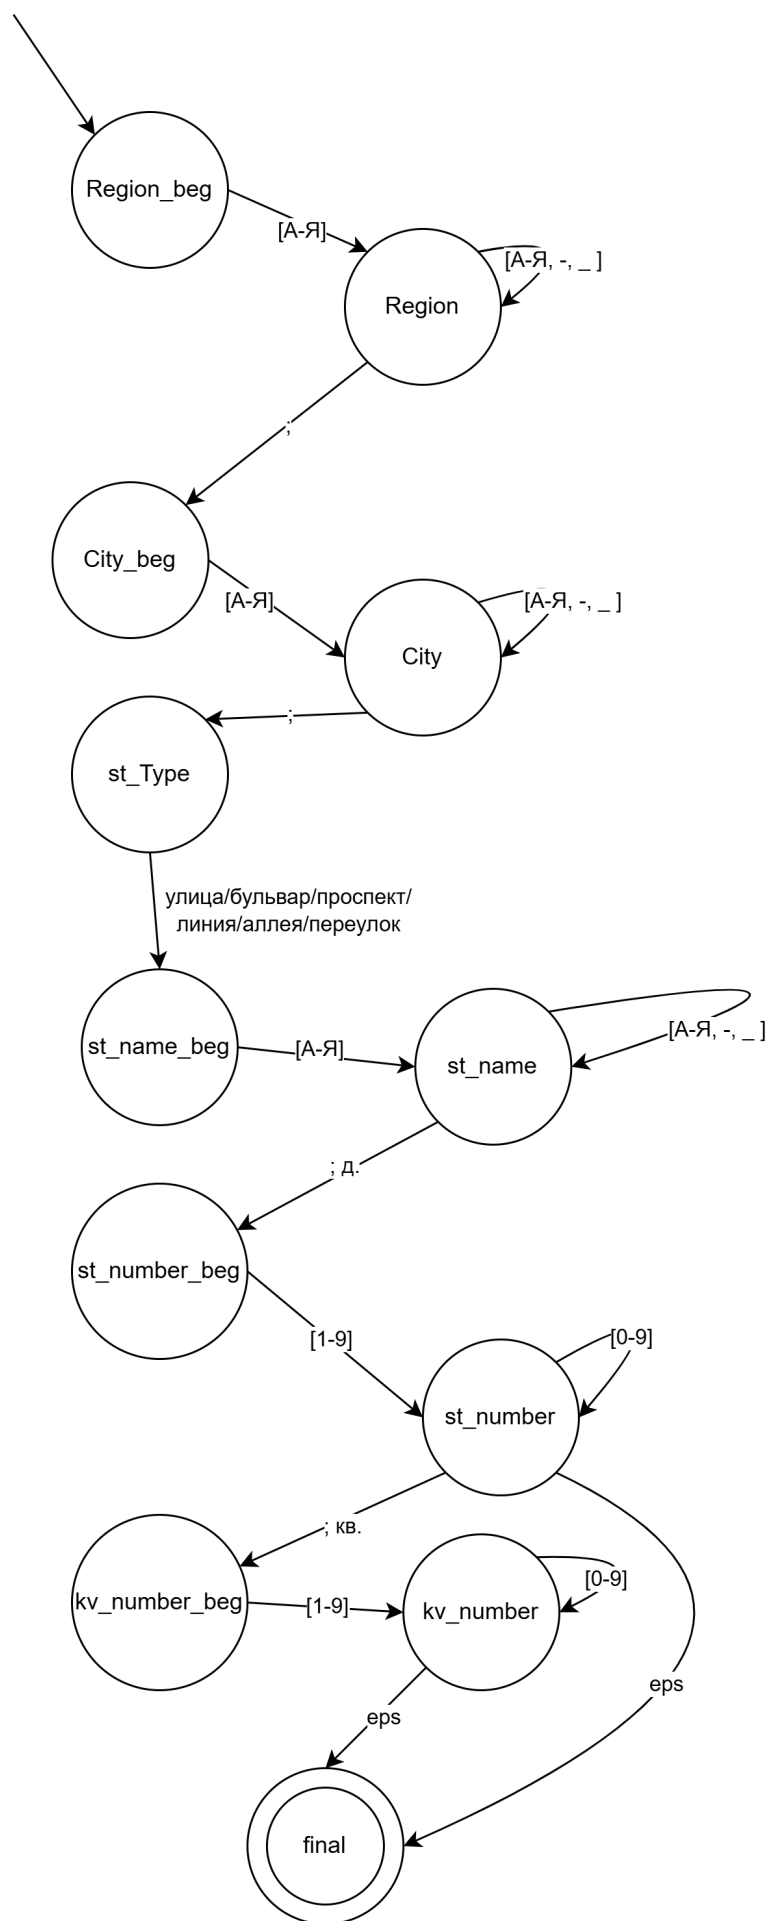 Region_beg
[А-Я]
Region
[А-Я, -, _ ]
;
City_beg
[А-Я]
City
[А-Я, -, _ ]
;
st_Type
улица/бульвар/проспект/
линия/аллея/переулок
st_name_beg
[А-Я]
st_name
[А-Я, -, _ ]
; д.
st_number_beg
[1-9]
st_number
[0-9]
; кв.
kv_number_beg
[1-9]
kv_number
[0-9]
eps
eps
final